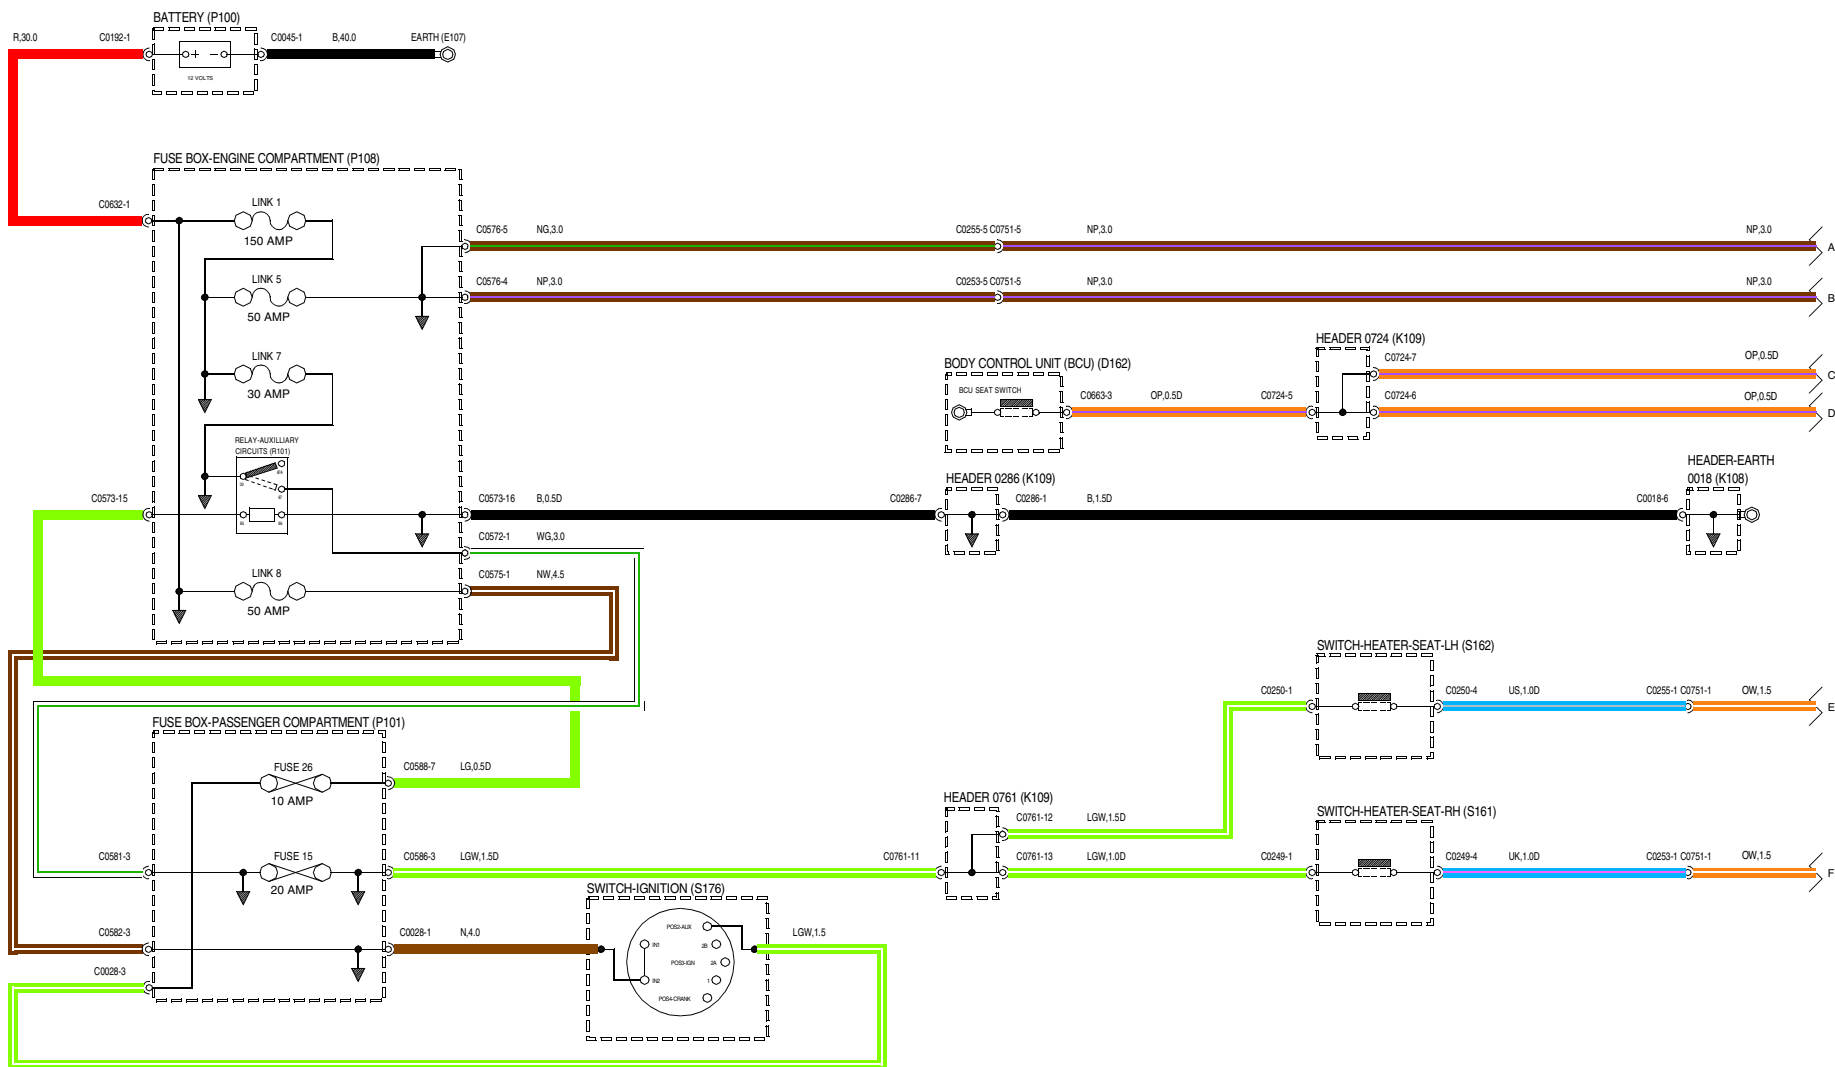 BATTERY (P100)
R,30.0
C0192-1
C0045-1
B,40.0
EARTH (E107)
+ −
12 VOLTS
FUSE BOX-ENGINE COMPARTMENT (P108)
C0632-1
LINK 1
150 AMP
C0576-5
NG,3.0
C0255-5 C0751-5
NP,3.0
NP,3.0
A
LINK 5
50 AMP
C0576-4
NP,3.0
C0253-5 C0751-5
NP,3.0
NP,3.0
B
LINK 7
30 AMP
BODY CONTROL UNIT (BCU) (D162)
BCU SEAT SWITCH
C0663-3
OP,0.5D
C0724-5
HEADER 0724 (K109)
C0724-7
OP,0.5D
C
C0724-6
OP,0.5D
D
RELAY-AUXILLIARY
CIRCUITS (R101)
C0573-15
C0573-16
B,0.5D
C0286-7
HEADER 0286 (K109)
C0286-1
B,1.5D
C0018-6
HEADER-EARTH
0018 (K108)
C0572-1
WG,3.0
LINK 8
50 AMP
C0575-1
NW,4.5
SWITCH-HEATER-SEAT-LH (S162)
C0250-1
C0250-4
US,1.0D
C0255-1 C0751-1
OW,1.5
E
FUSE BOX-PASSENGER COMPARTMENT (P101)
FUSE 26
10 AMP
C0588-7
LG,0.5D
HEADER 0761 (K109)
C0761-12
LGW,1.5D
SWITCH-HEATER-SEAT-RH (S161)
C0581-3
FUSE 15
20 AMP
C0586-3
LGW,1.5D
C0761-11
C0761-13
LGW,1.0D
C0249-1
C0249-4
UK,1.0D
C0253-1 C0751-1
OW,1.5
F
SWITCH-IGNITION (S176)
C0582-3
C0028-1
N,4.0
POS2-AUX
IN1
2B
POS3-IGN
2A
IN2
1
POS4-CRANK
LGW,1.5
C0028-3